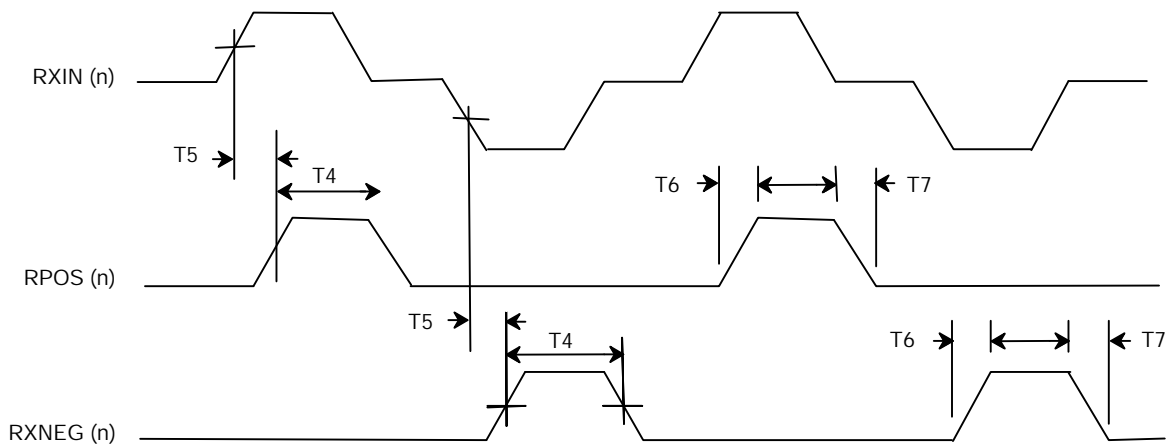 RXIN (n)
T5
T4
T6
T7
RPOS (n)
T5
T4
T6
T7
RXNEG (n)